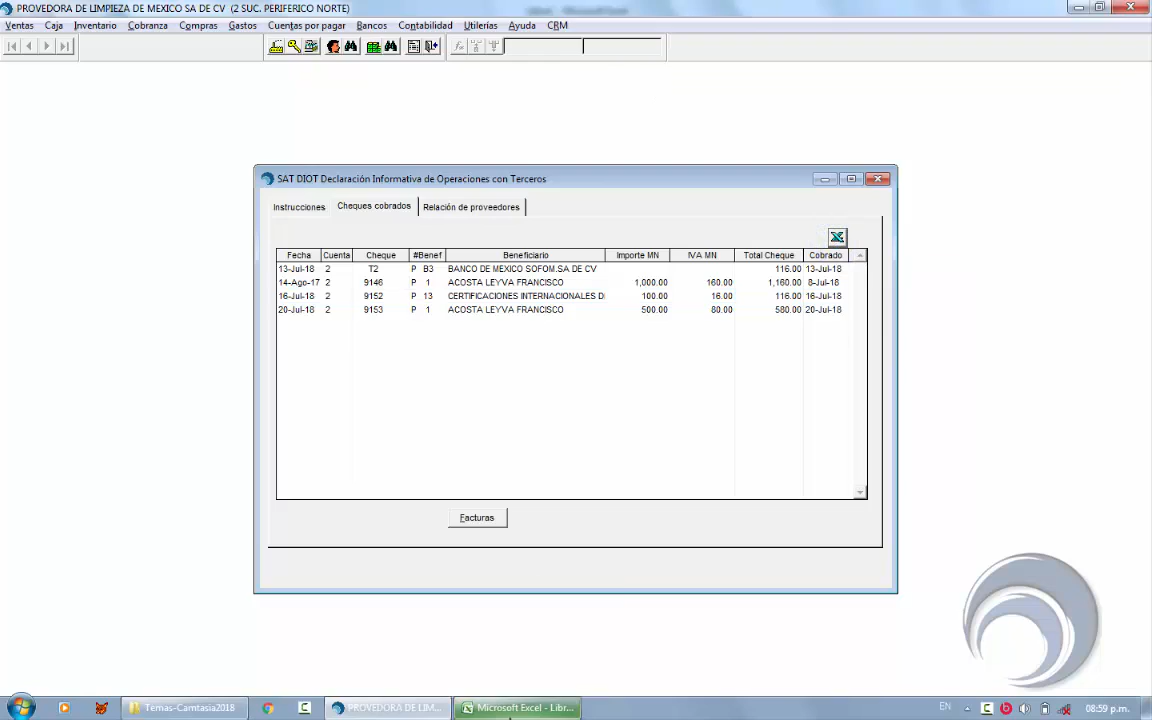 PROVEDORA DE LIMPIEZA DE MEXICO SA DE CV (2 SUC. PERIFERICO NORTE)
Ventas Caja Inventario Cobranza Compras Gastos Cuentas por pagar Bancos Contabilidad Utilerías Ayuda CRM
SAT DIOT Declaración Informativa de Operaciones con Terceros
Instrucciones Cheques cobrados Relación de proveedores
Fecha Cuenta Cheque #Benef Beneficiario Importe MN IVA MN Total Cheque Cobrado
13-Jul-18 2 T2 P B3 BANCO DE MEXICO SOFOM.SA DE CV 116.00 13-Jul-18
14-Ago-17 2 9146 P 1 ACOSTA LEYVA FRANCISCO 1,000.00 160.00 1,160.00 8-Jul-18
16-Jul-18 2 9152 P 13 CERTIFICACIONES INTERNACIONALES D 100.00 16.00 116.00 16-Jul-18
20-Jul-18 2 9153 P 1 ACOSTA LEYVA FRANCISCO 500.00 80.00 580.00 20-Jul-18
Facturas
Temas-Camtasia2018 PROVEDORA DE LIM... Microsoft Excel - Libr... EN 08:59 p.m.